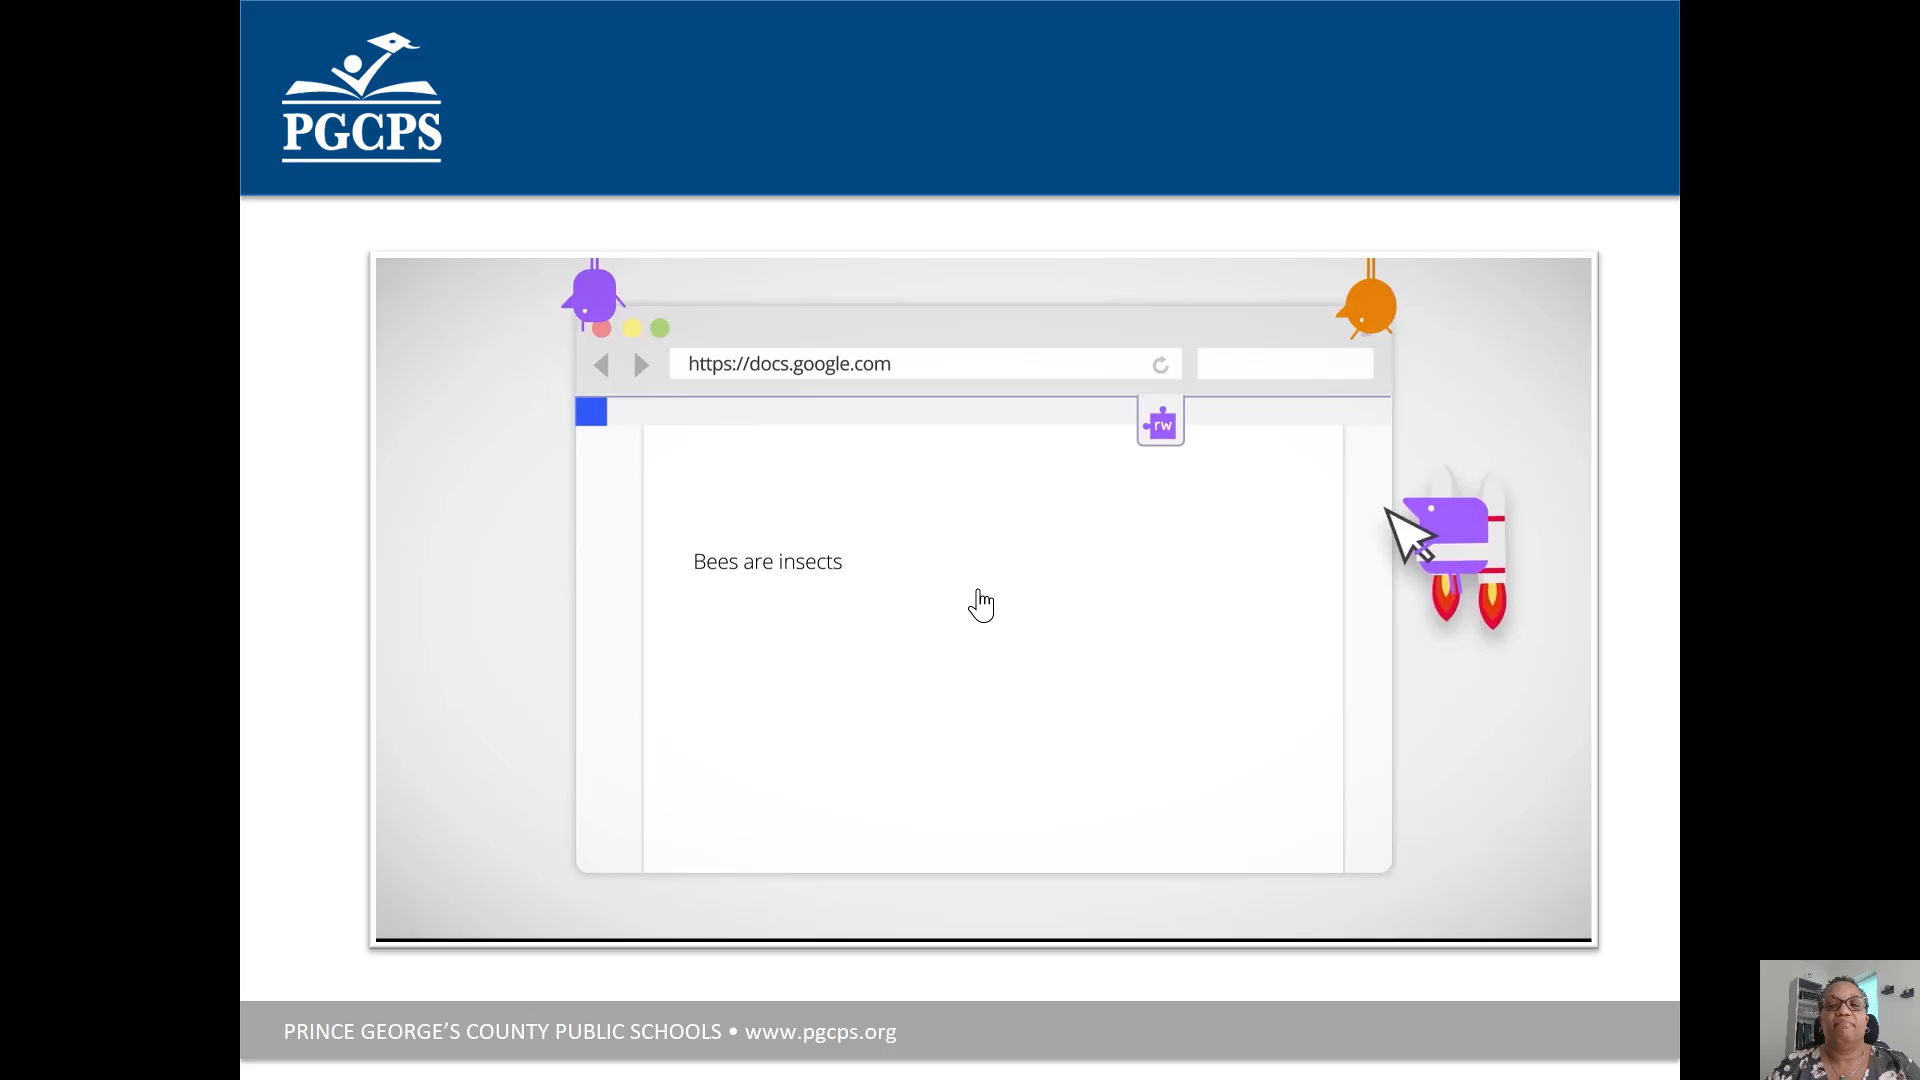 PGCPS
https://docs.google.com
rw
Bees are insects
PRINCE GEORGE’S COUNTY PUBLIC SCHOOLS • www.pgcps.org